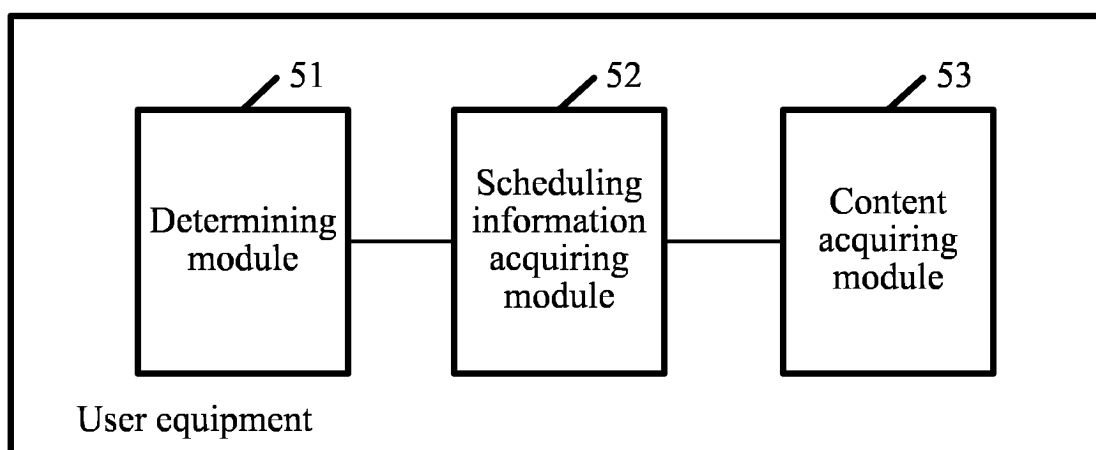 51
52
53
Determining
module
Scheduling
information
acquiring
module
Content
acquiring
module
User equipment